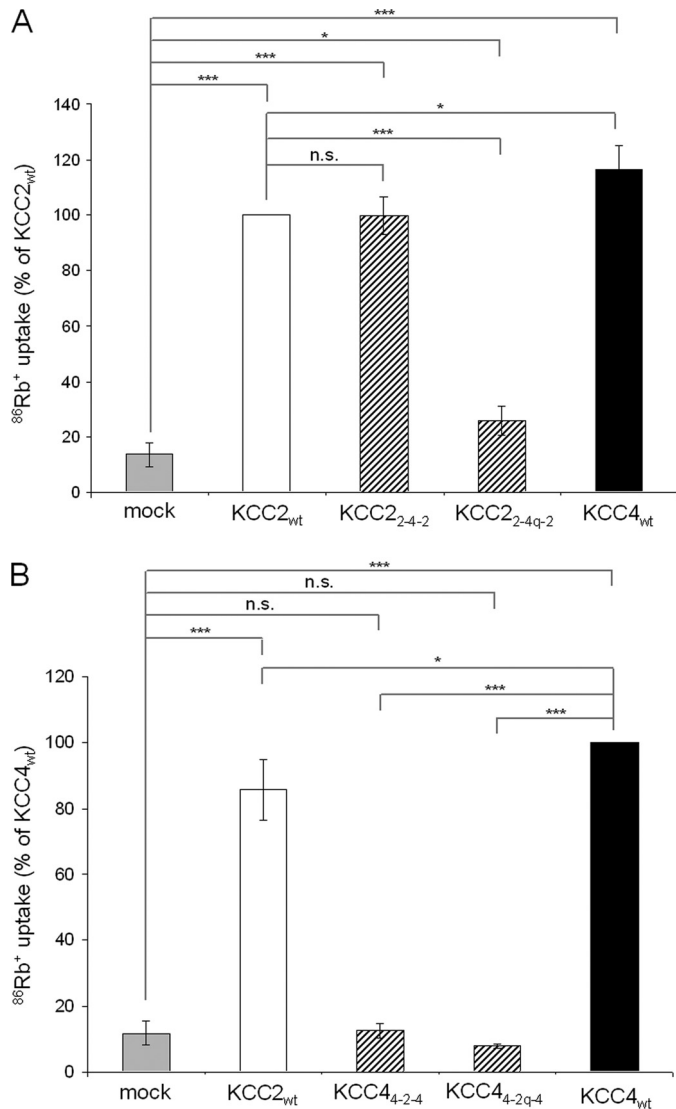 A
***
*
***
***
*
***
n.s.
140
120
100
80
60
40
20
0
⁸⁶Rb⁺ uptake (% of KCC2wt)
mock KCC2wt KCC22-4-2 KCC22-4q-2 KCC4wt
B
***
n.s.
n.s.
***
*
***
***
120
100
80
60
40
20
0
⁸⁶Rb⁺ uptake (% of KCC4wt)
mock KCC2wt KCC44-2-4 KCC44-2q-4 KCC4wt